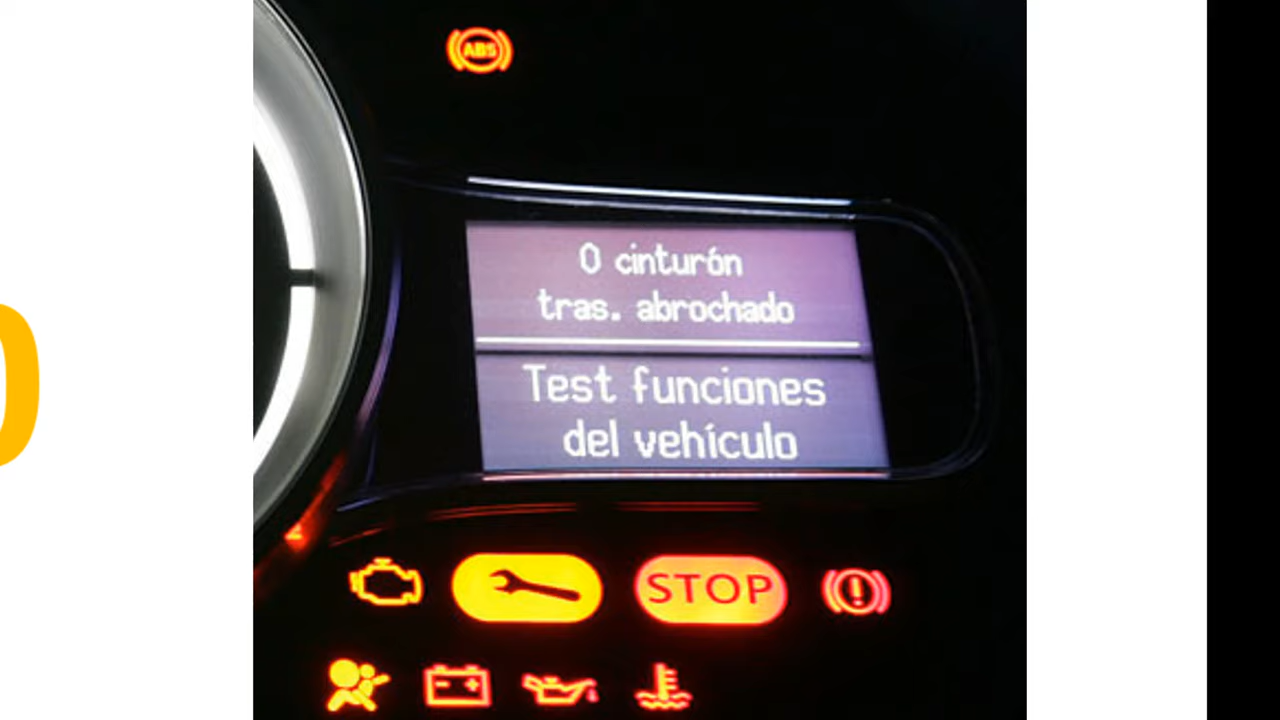 ABS
0 cinturón
tras. abrochado
Test funciones
del vehículo
STOP